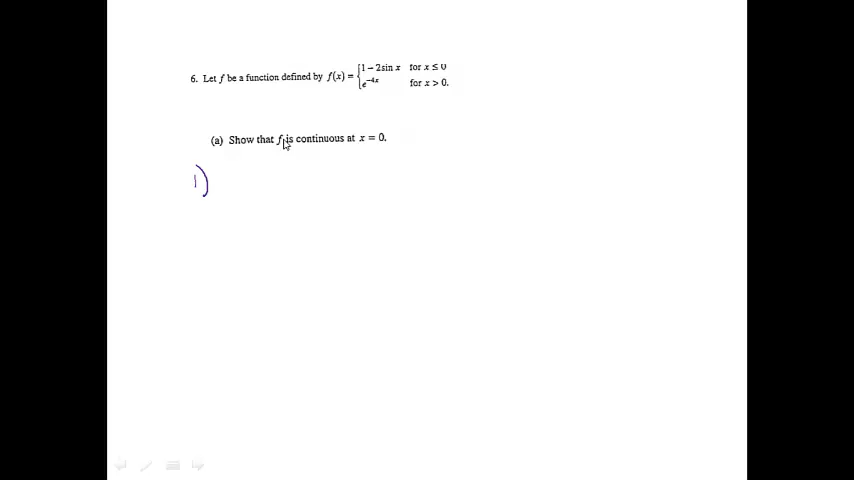 6. Let f be a function defined by f(x) = { 1 − 2sin x for x ≤ 0
e^{−4x} for x > 0.
(a) Show that f is continuous at x = 0.
1)